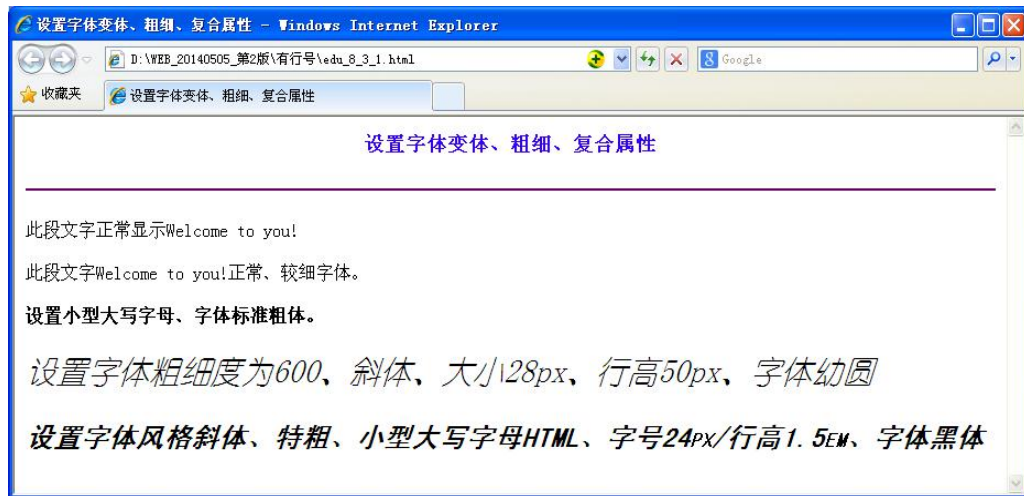 设置字体变体、粗细、复合属性 - Windows Internet Explorer
D:\WEB_20140505_第2版\有行号\edu_8_3_1.html
Google
收藏夹
设置字体变体、粗细、复合属性
设置字体变体、粗细、复合属性
此段文字正常显示Welcome to you!
此段文字Welcome to you!正常、较细字体。
设置小型大写字母、字体标准粗体。
设置字体粗细度为600、斜体、大小28px、行高50px、字体幼圆
设置字体风格斜体、特粗、小型大写字母HTML、字号24PX/行高1.5EM、字体黑体